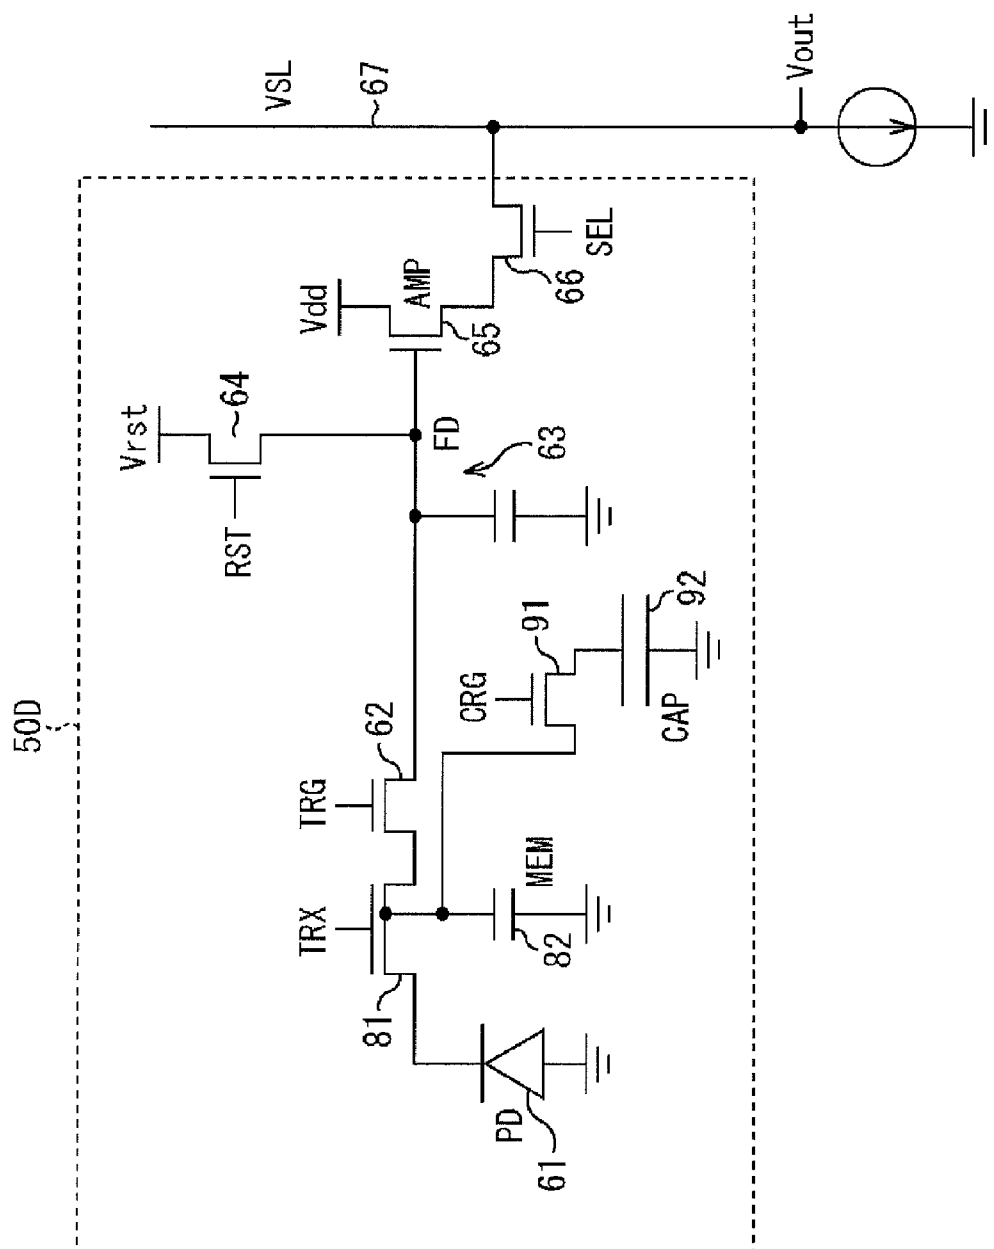 50D
VSL
67
Vout
Vdd
AMP
65
66
SEL
Vrst
64
RST
FD
63
TRG
62
CRG
91
92
CAP
TRX
81
MEM
82
PD
61